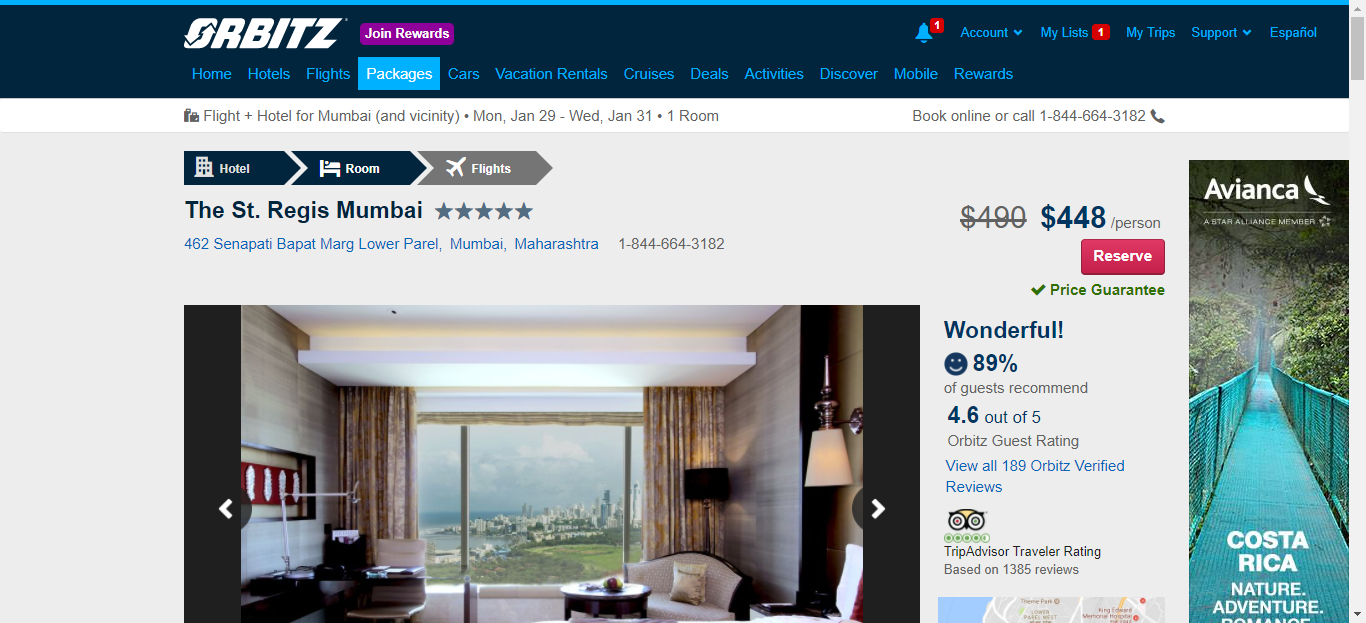 ORBITZ
Join Rewards
1
Account
My Lists 1
My Trips
Support
Español
Home
Hotels
Flights
Packages
Cars
Vacation Rentals
Cruises
Deals
Activities
Discover
Mobile
Rewards
Flight + Hotel for Mumbai (and vicinity) • Mon, Jan 29 - Wed, Jan 31 • 1 Room
Book online or call 1-844-664-3182
Hotel
Room
Flights
The St. Regis Mumbai
462 Senapati Bapat Marg Lower Parel, Mumbai, Maharashtra 1-844-664-3182
$490 $448 /person
Reserve
Price Guarantee
Wonderful!
89%
of guests recommend
4.6 out of 5
Orbitz Guest Rating
View all 189 Orbitz Verified
Reviews
TripAdvisor Traveler Rating
Based on 1385 reviews
Theme Park
LOWER
PAREL WEST
King Edward
Memorial Hospital
Avianca
A STAR ALLIANCE MEMBER
COSTA
RICA
NATURE.
ADVENTURE.
ROMANCE